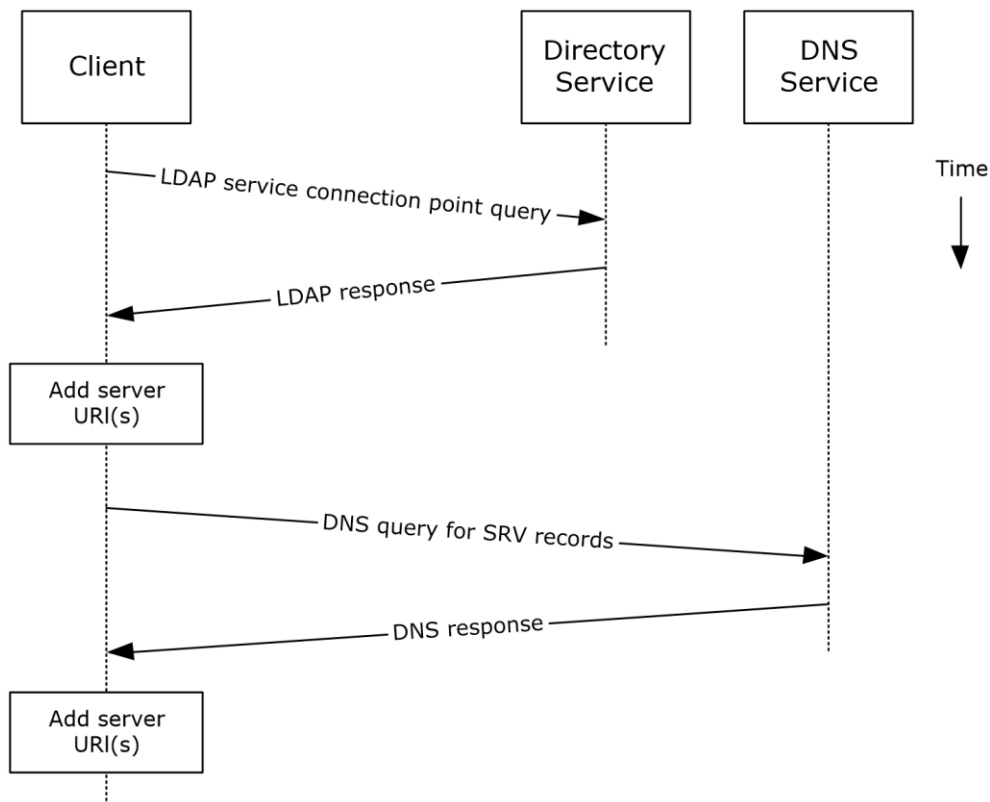 Client
Directory
Service
DNS
Service
Time
LDAP service connection point query
LDAP response
Add server
URI(s)
DNS query for SRV records
DNS response
Add server
URI(s)